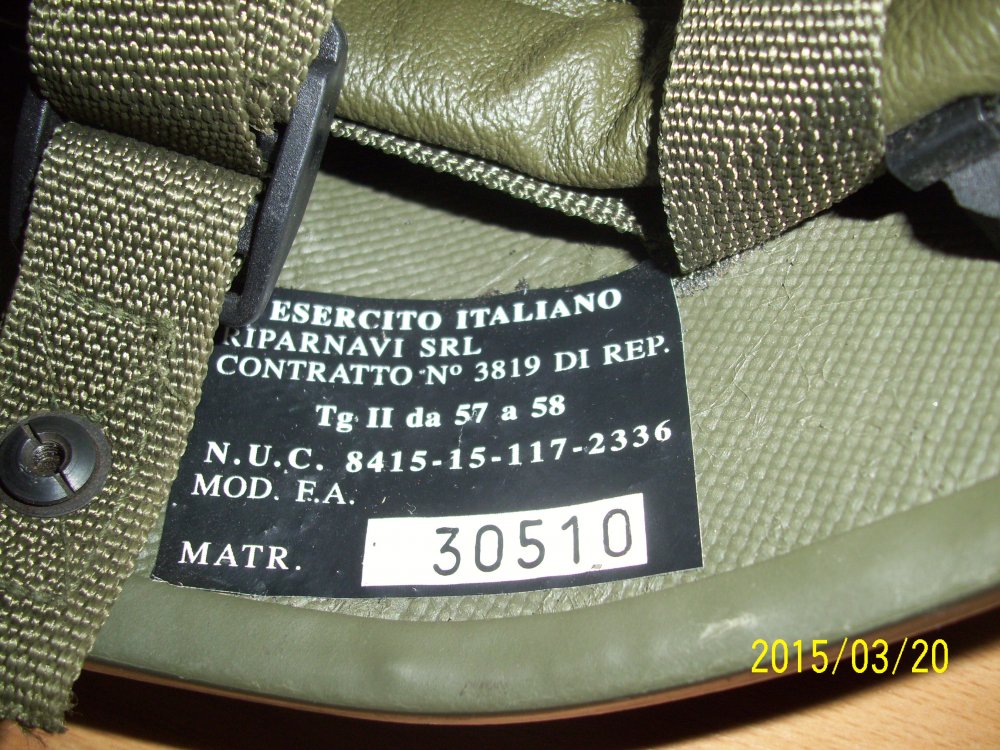 ESERCITO ITALIANO
RIPARNAVI SRL
CONTRATTO Nº 3819 DI REP.
Tg II da 57 a 58
N.U.C. 8415-15-117-2336
MOD. F.A.
MATR. 30510
2015/03/20